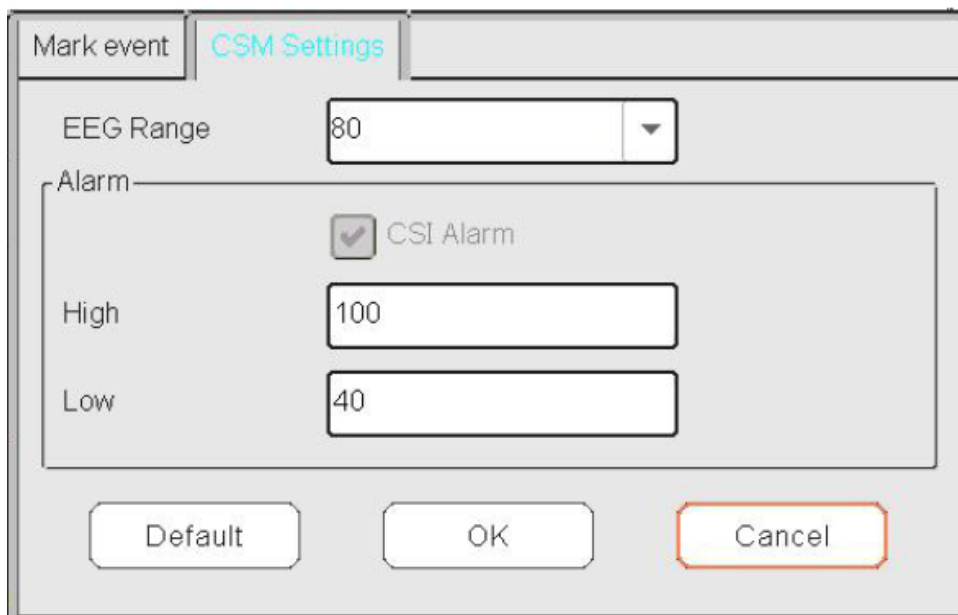 Mark event CSM Settings
EEG Range 80
Alarm
CSI Alarm
High 100
Low 40
Default OK Cancel